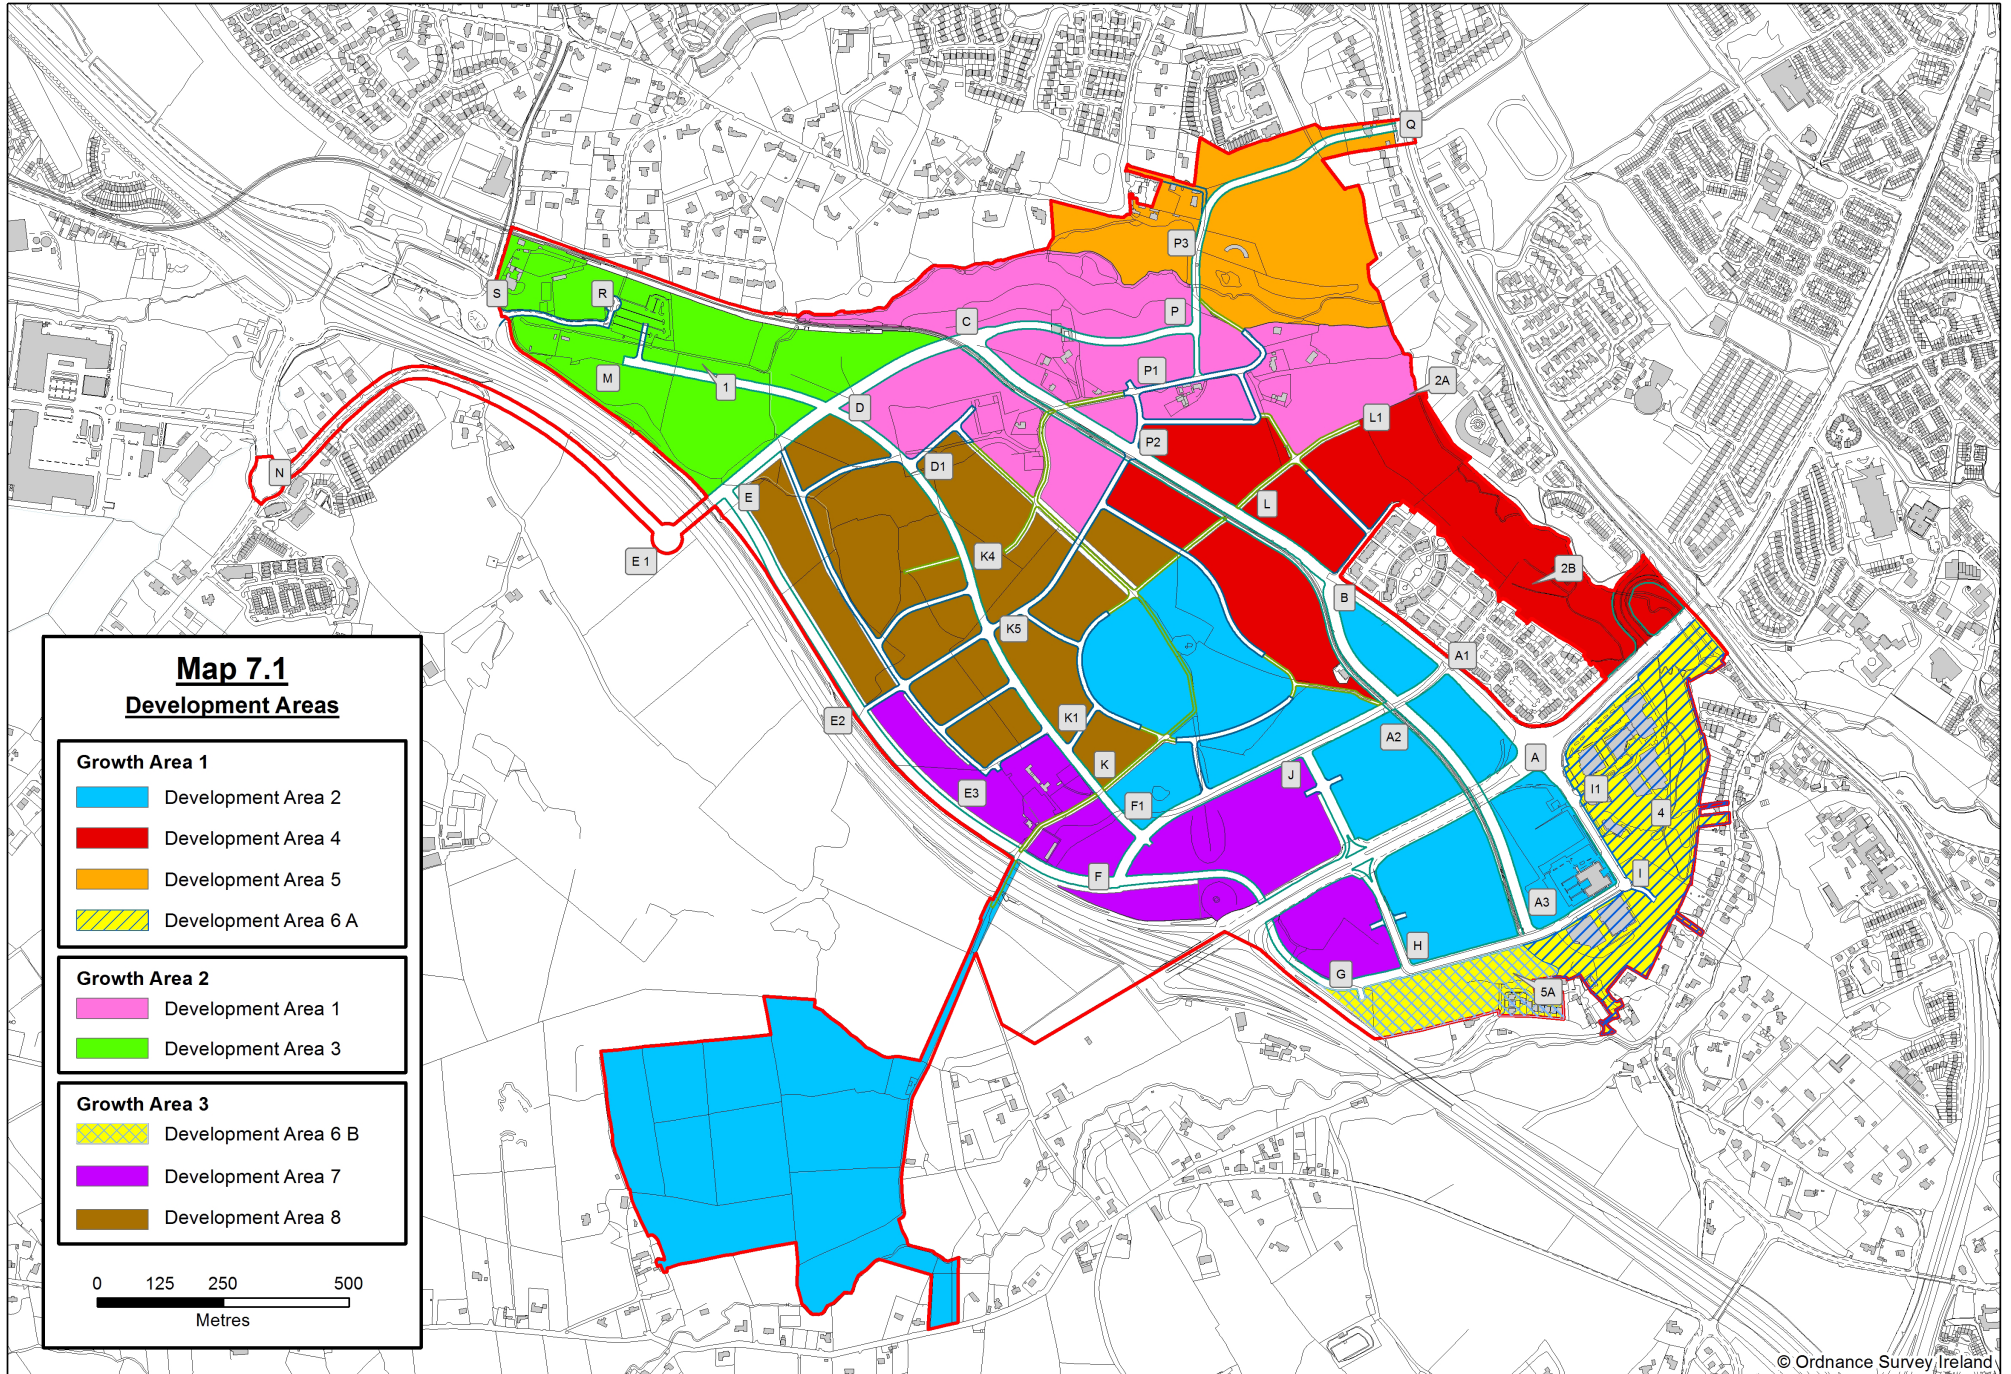 Map 7.1
Development Areas
Growth Area 1
Development Area 2
Development Area 4
Development Area 5
Development Area 6 A
Growth Area 2
Development Area 1
Development Area 3
Growth Area 3
Development Area 6 B
Development Area 7
Development Area 8
0 125 250 500
Metres
Q
P3
S
R
P
C
M
1
P1
2A
D
L1
P2
D1
N
E
L
K4
E 1
2B
B
K5
A1
E2
K1
A2
K
A
J
E3
I1
F1
4
F
I
A3
H
G
5A
© Ordnance Survey Ireland